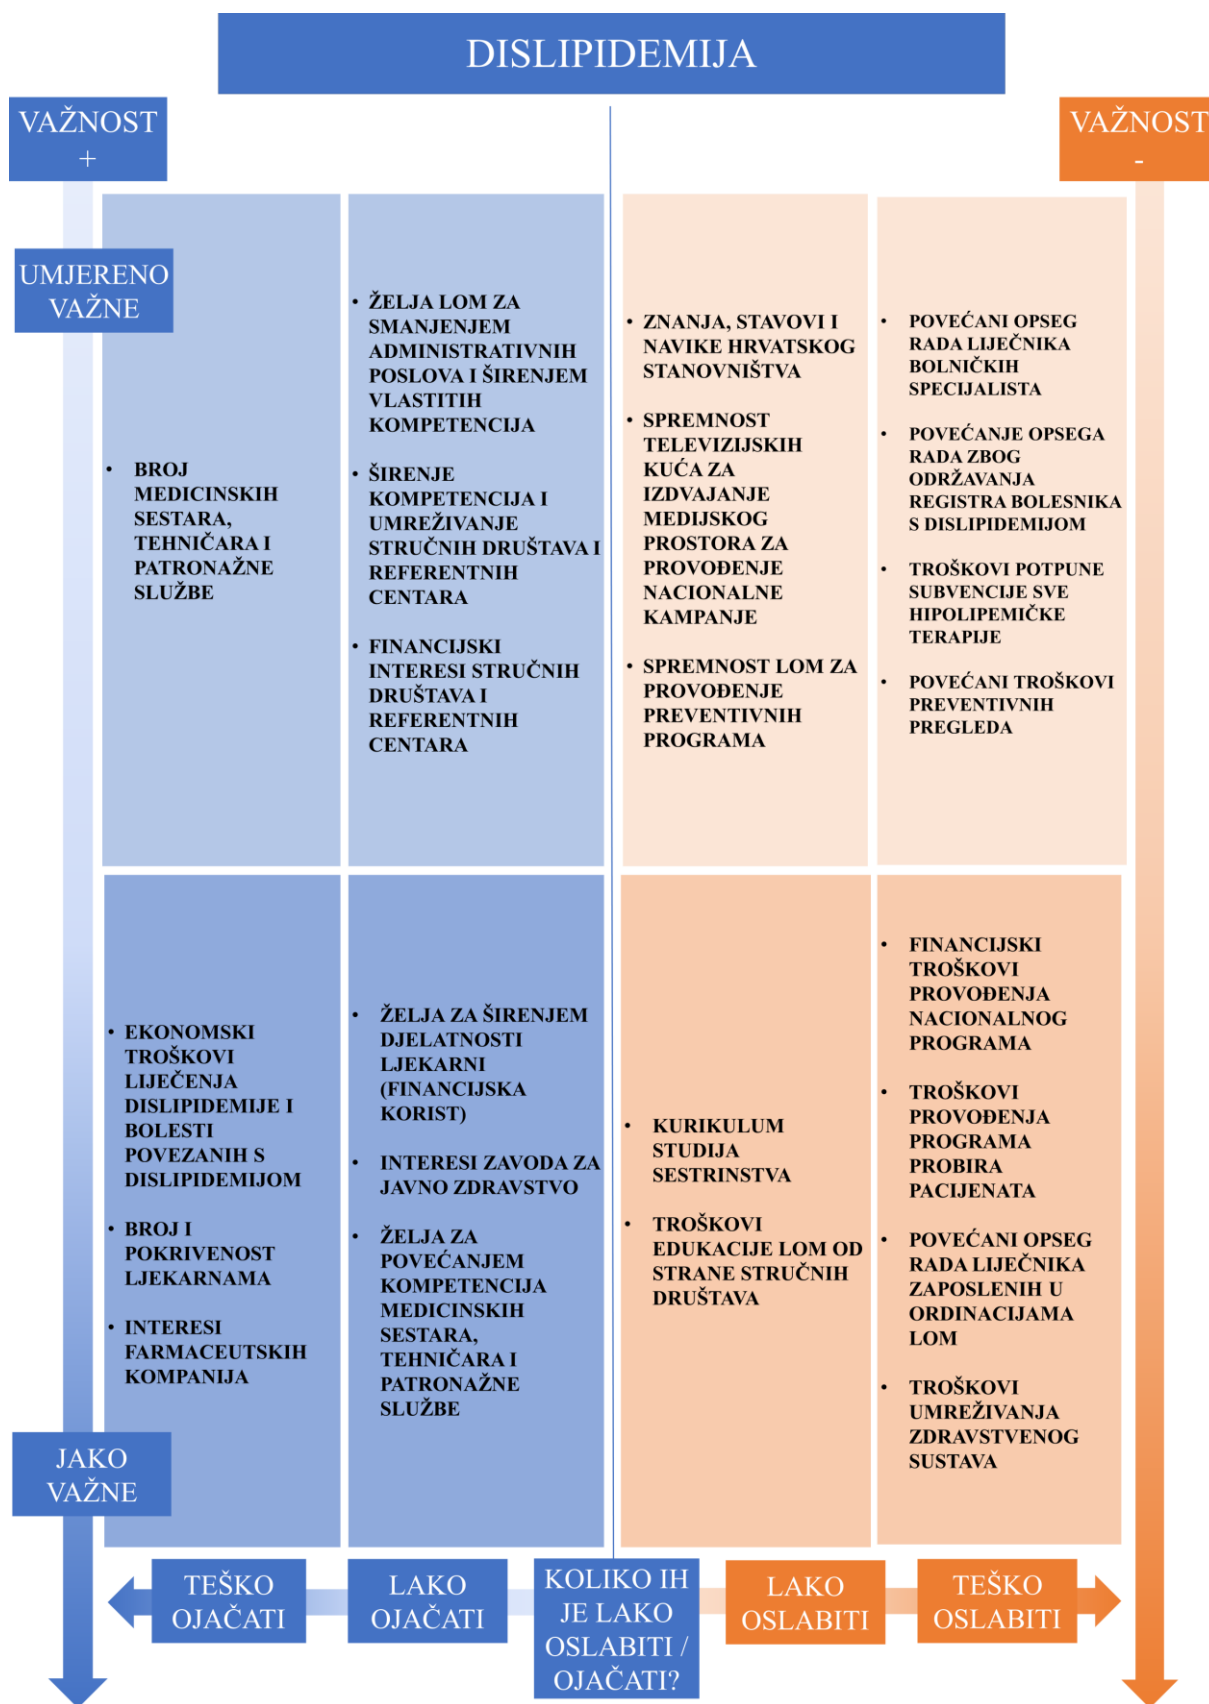 DISLIPIDEMIJA
VAŽNOST
+
VAŽNOST
-
UMJERENO
VAŽNE
• BROJ
MEDICINSKIH
SESTARA,
TEHNIČARA I
PATRONAŽNE
SLUŽBE
• ŽELJA LOM ZA
SMANJENJEM
ADMINISTRATIVNIH
POSLOVA I ŠIRENJEM
VLASTITIH
KOMPETENCIJA
• ŠIRENJE
KOMPETENCIJA I
UMREŽIVANJE
STRUČNIH DRUŠTAVA I
REFERENTNIH
CENTARA
• FINANCIJSKI
INTERESI STRUČNIH
DRUŠTAVA I
REFERENTNIH
CENTARA
• ZNANJA, STAVOVI I
NAVIKE HRVATSKOG
STANOVNIŠTVA
• SPREMNOST
TELEVIZIJSKIH
KUĆA ZA
IZDVAJANJE
MEDIJSKOG
PROSTORA ZA
PROVOĐENJE
NACIONALNE
KAMPANJE
• SPREMNOST LOM ZA
PROVOĐENJE
PREVENTIVNIH
PROGRAMA
• POVEĆANI OPSEG
RADA LIJEČNIKA
BOLNIČKIH
SPECIJALISTA
• POVEĆANJE OPSEGA
RADA ZBOG
ODRŽAVANJA
REGISTRA BOLESNIKA
S DISLIPIDEMIJOM
• TROŠKOVI POTPUNE
SUBVENCIJE SVE
HIPOLIPEMIČKE
TERAPIJE
• POVEĆANI TROŠKOVI
PREVENTIVNIH
PREGLEDA
• EKONOMSKI
TROŠKOVI
LIJEČENJA
DISLIPIDEMIJE I
BOLESTI
POVEZANIH S
DISLIPIDEMIJOM
• BROJ I
POKRIVENOST
LJEKARNAMA
• INTERESI
FARMACEUTSKIH
KOMPANIJA
• ŽELJA ZA ŠIRENJEM
DJELATNOSTI
LJEKARNI
(FINANCIJSKA
KORIST)
• INTERESI ZAVODA ZA
JAVNO ZDRAVSTVO
• ŽELJA ZA
POVEĆANJEM
KOMPETENCIJA
MEDICINSKIH
SESTARA,
TEHNIČARA I
PATRONAŽNE
SLUŽBE
• KURIKULUM
STUDIJA
SESTRINSTVA
• TROŠKOVI
EDUKACIJE LOM OD
STRANE STRUČNIH
DRUŠTAVA
• FINANCIJSKI
TROŠKOVI
PROVOĐENJA
NACIONALNOG
PROGRAMA
• TROŠKOVI
PROVOĐENJA
PROGRAMA
PROBIRA
PACIJENATA
• POVEĆANI OPSEG
RADA LIJEČNIKA
ZAPOSLENIH U
ORDINACIJAMA
LOM
• TROŠKOVI
UMREŽIVANJA
ZDRAVSTVENOG
SUSTAVA
JAKO
VAŽNE
TEŠKO
OJAČATI
LAKO
OJAČATI
KOLIKO IH
JE LAKO
OSLABITI /
OJAČATI?
LAKO
OSLABITI
TEŠKO
OSLABITI